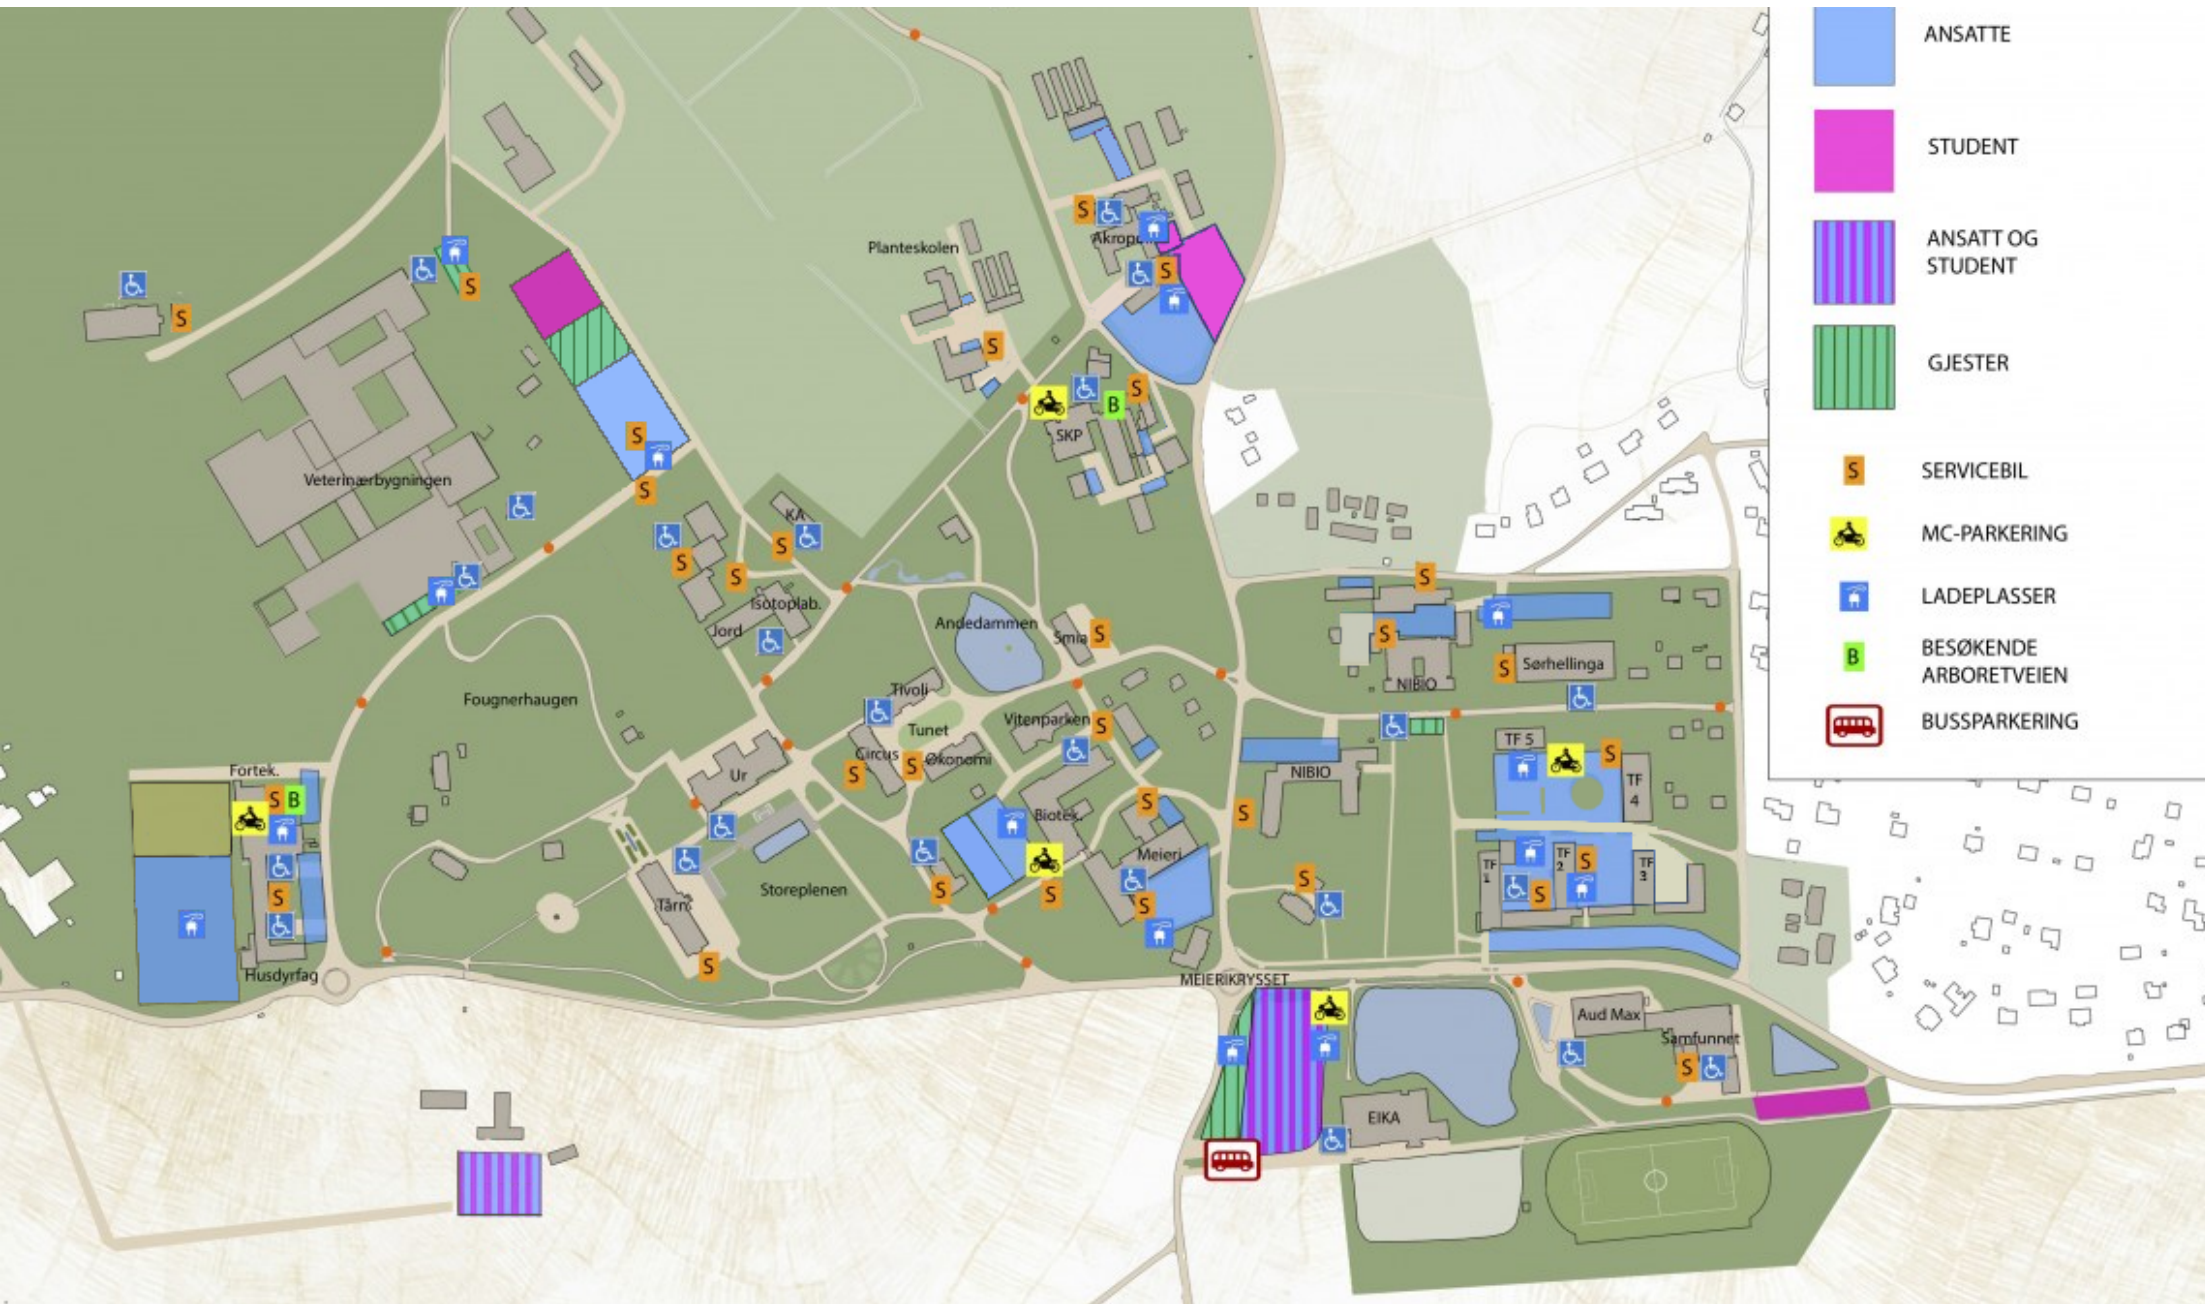 ANSATTE
STUDENT
ANSATT OG
STUDENT
GJESTER
S
SERVICEBIL
MC-PARKERING
LADEPLASSER
B
BESØKENDE
ARBORETVEIEN
BUSSPARKERING
S
Planteskolen
S
S
S
S
S
B
SKP
Veterinærbygningen
S
S
KA
S
S
S
Isotoplab.
Jord
Andedammen
Smia
S
S
S
S
Sørhellinga
NIBIO
Fougnerhaugen
Tivoli
Tunet
Vitenparken
S
Circus
Økonomi
S
S
Ur
NIBIO
TF 5
S
TF
4
Fortek.
S
B
S
Husdyrfag
Biotek.
S
S
Meieri
S
S
S
S
TF
1
TF
2
S
S
TF
3
Storeplenen
Tårn
S
MEIERIKRYSSET
Aud Max
Samfunnet
S
EIKA